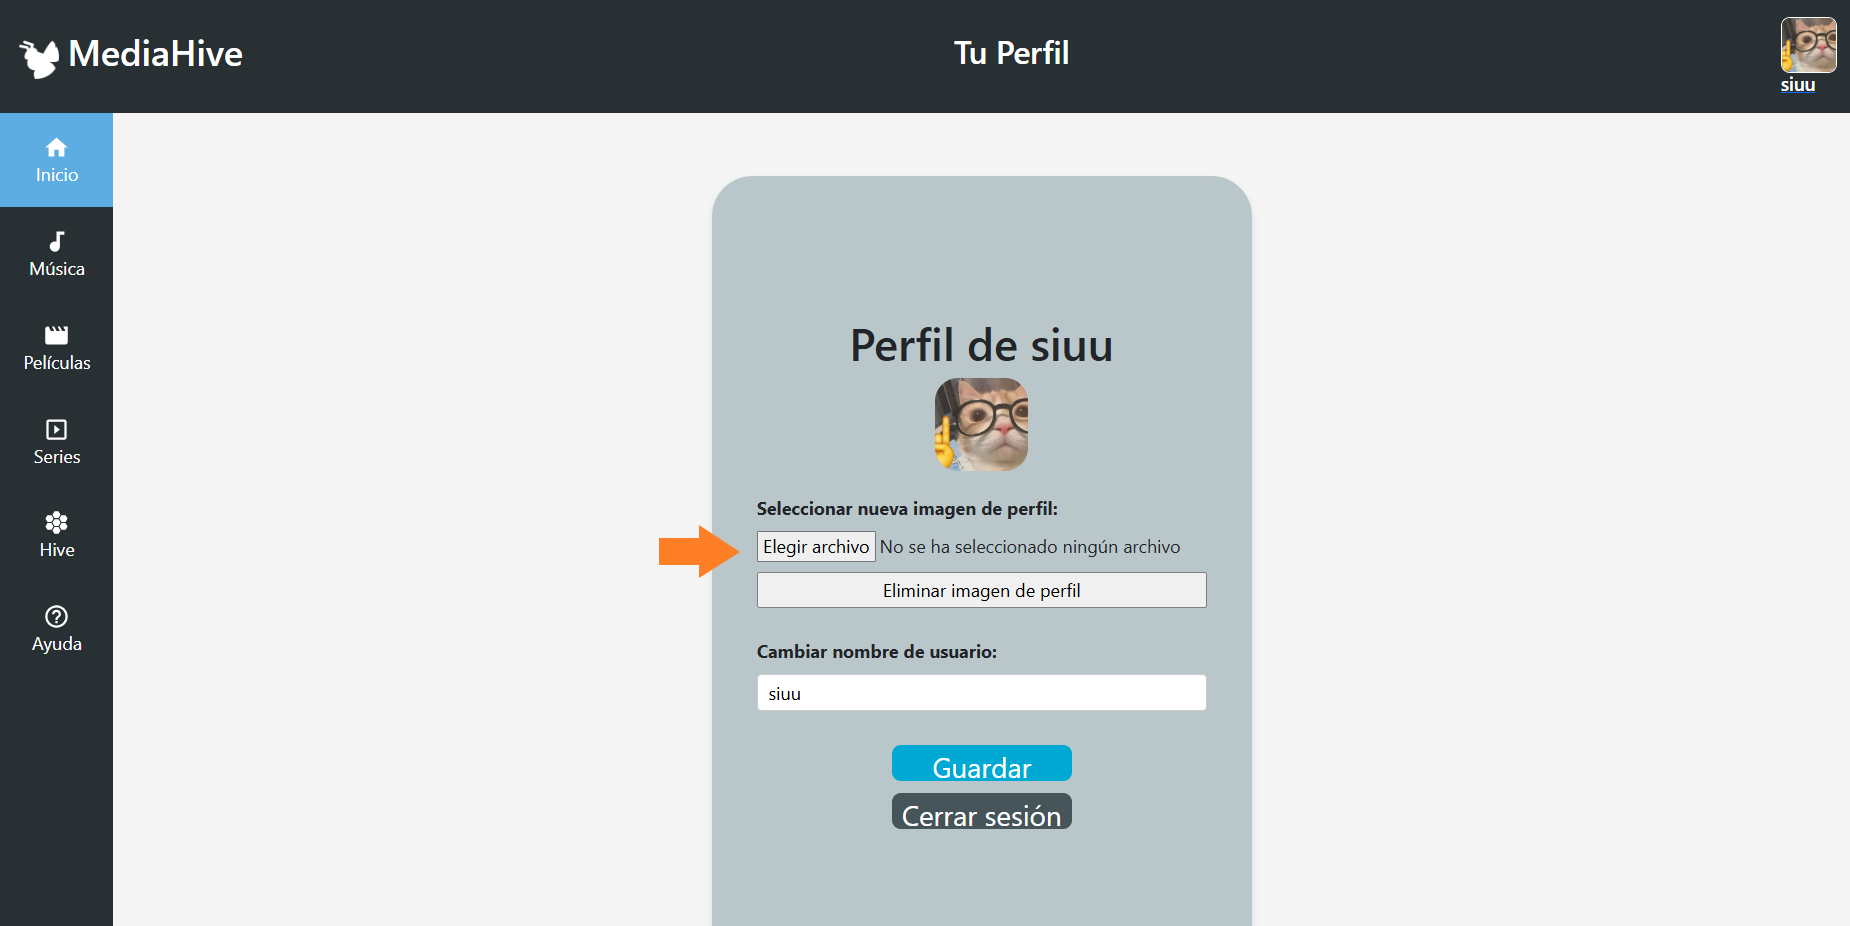 MediaHive
Tu Perfil
siuu
Inicio
Música
Películas
Series
Hive
Ayuda
Perfil de siuu
Seleccionar nueva imagen de perfil:
Elegir archivo No se ha seleccionado ningún archivo
Eliminar imagen de perfil
Cambiar nombre de usuario:
siuu
Guardar
Cerrar sesión